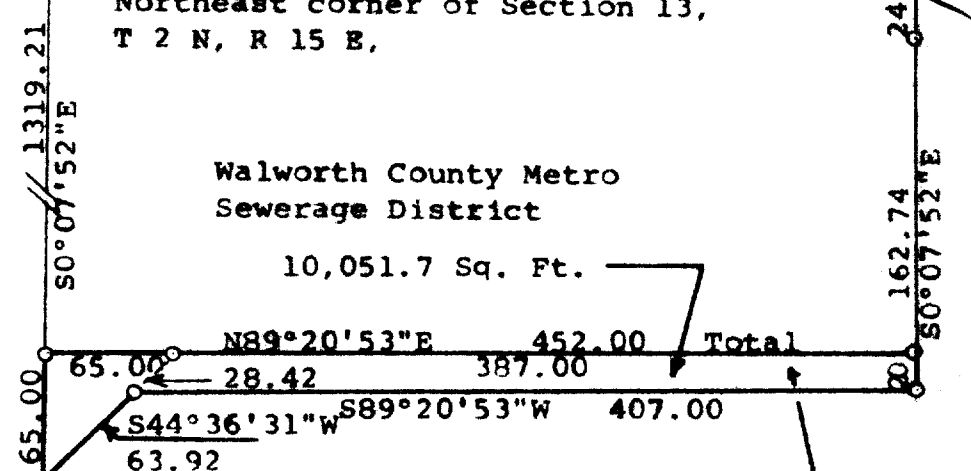 Northeast corner of Section 13,
T 2 N, R 15 E,
1319.21
S0°07'52"E
24
Walworth County Metro
Sewerage District
10,051.7 Sq. Ft.
162.74
S0°07'52"E
N89°20'53"E 452.00 Total
65.00 387.00
28.42
S89°20'53"W 407.00
65.00
S44°36'31"W
63.92